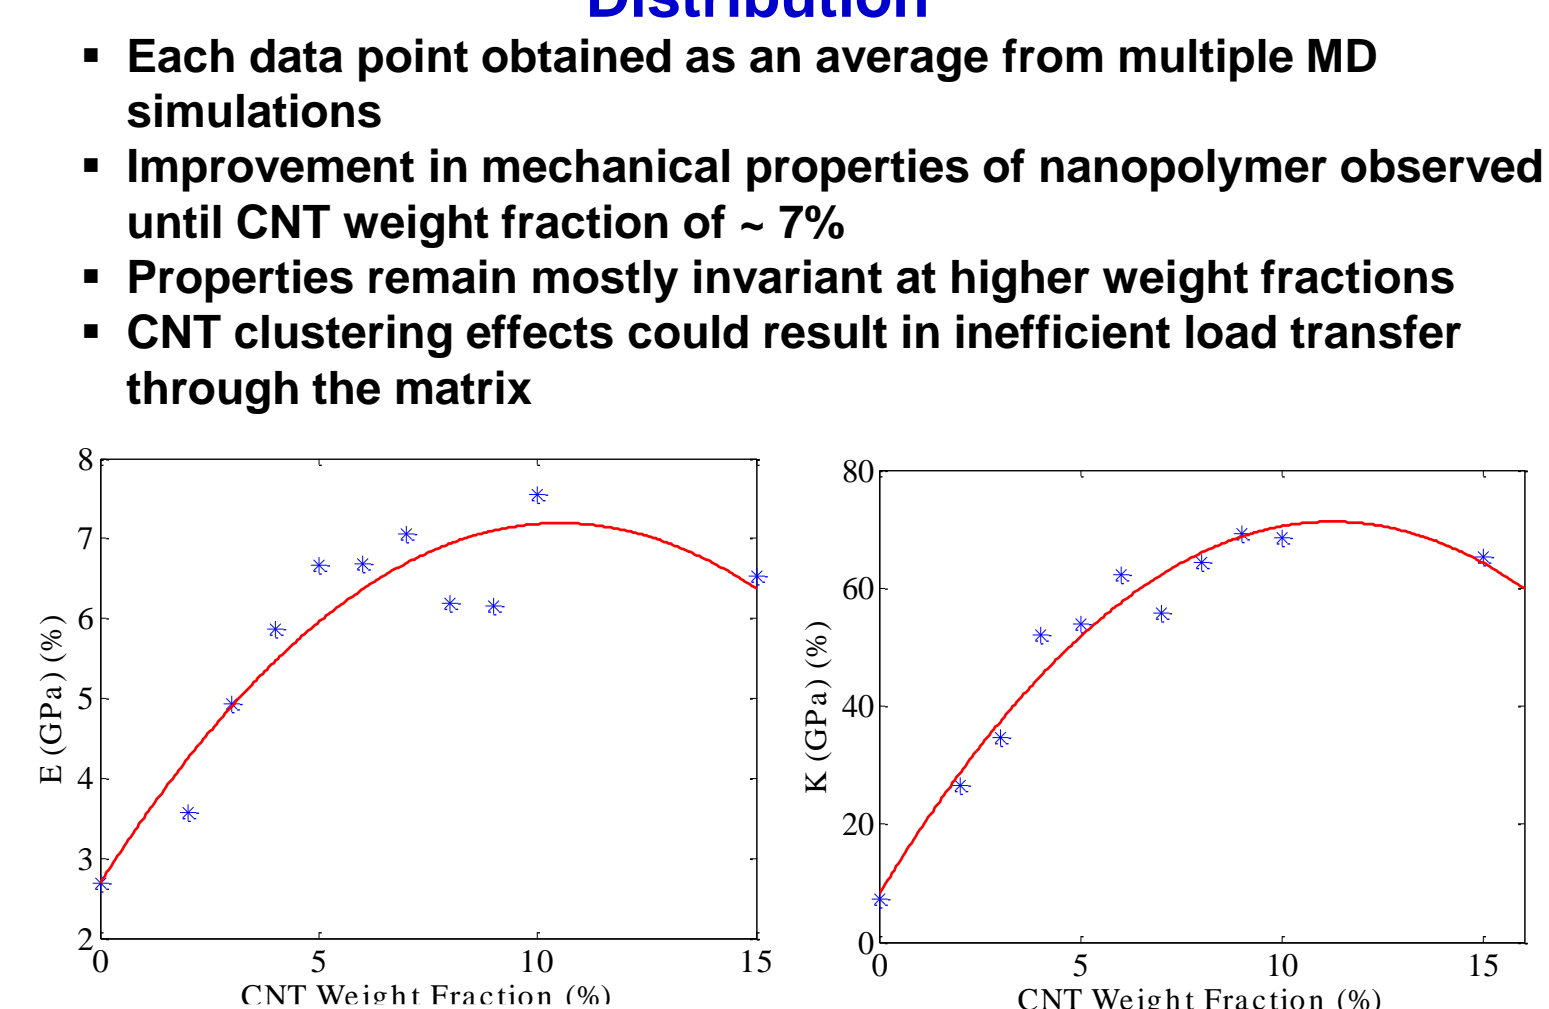 Distribution
▪ Each data point obtained as an average from multiple MD
simulations
▪ Improvement in mechanical properties of nanopolymer observed
until CNT weight fraction of ~ 7%
▪ Properties remain mostly invariant at higher weight fractions
▪ CNT clustering effects could result in inefficient load transfer
through the matrix
8
7
6
5
4
3
2
E (GPa) (%)
0 5 10 15
CNT Weight Fraction (%)
80
60
40
20
0
K (GPa) (%)
0 5 10 15
CNT Weight Fraction (%)